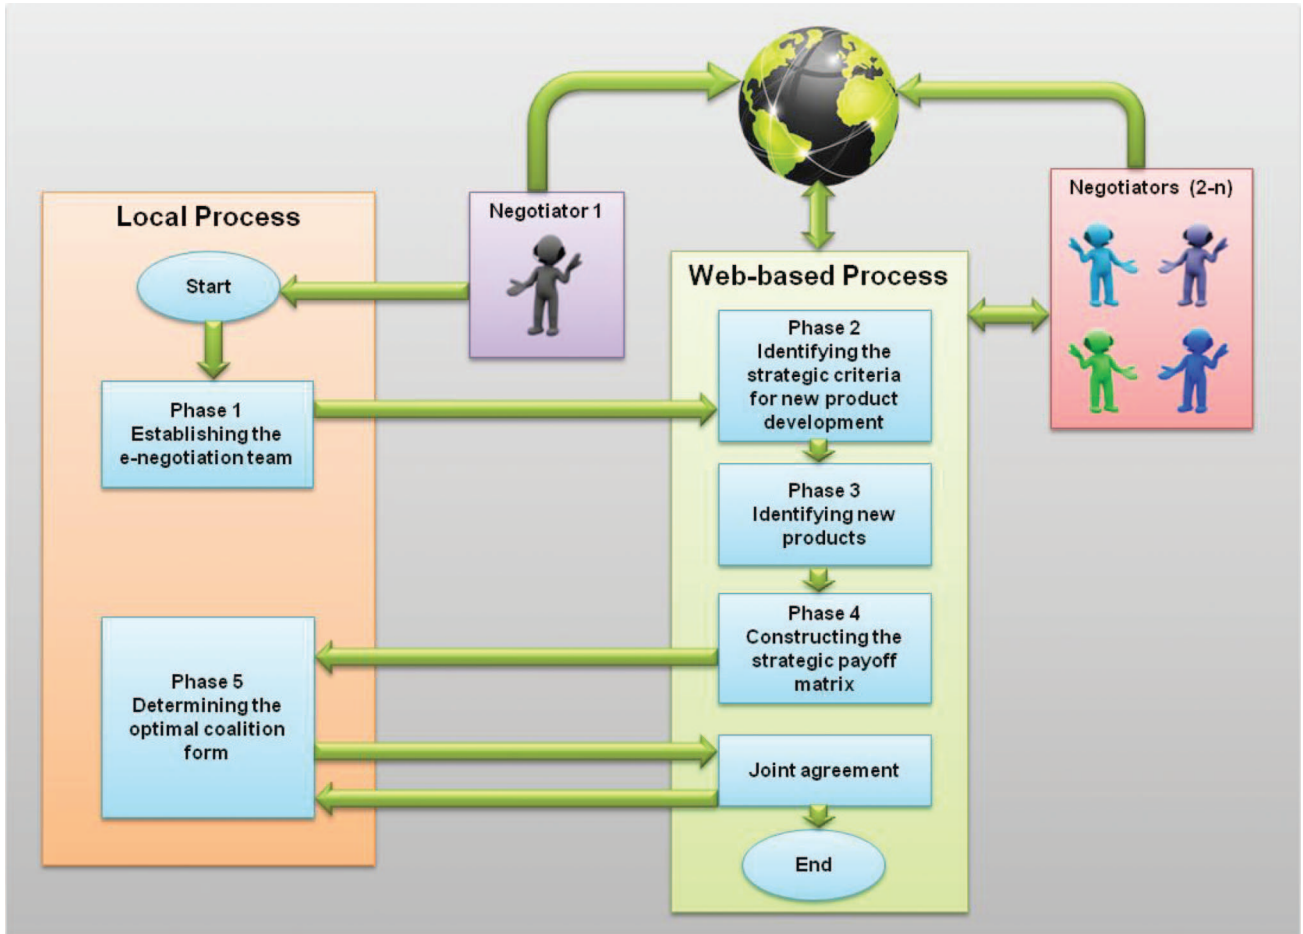 Negotiators (2-n)
Negotiator 1
Local Process
Start
Phase 1
Establishing the
e-negotiation team
Web-based Process
Phase 2
Identifying the
strategic criteria
for new product
development
Phase 3
Identifying new
products
Phase 4
Constructing the
strategic payoff
matrix
Phase 5
Determining the
optimal coalition
form
Joint agreement
End